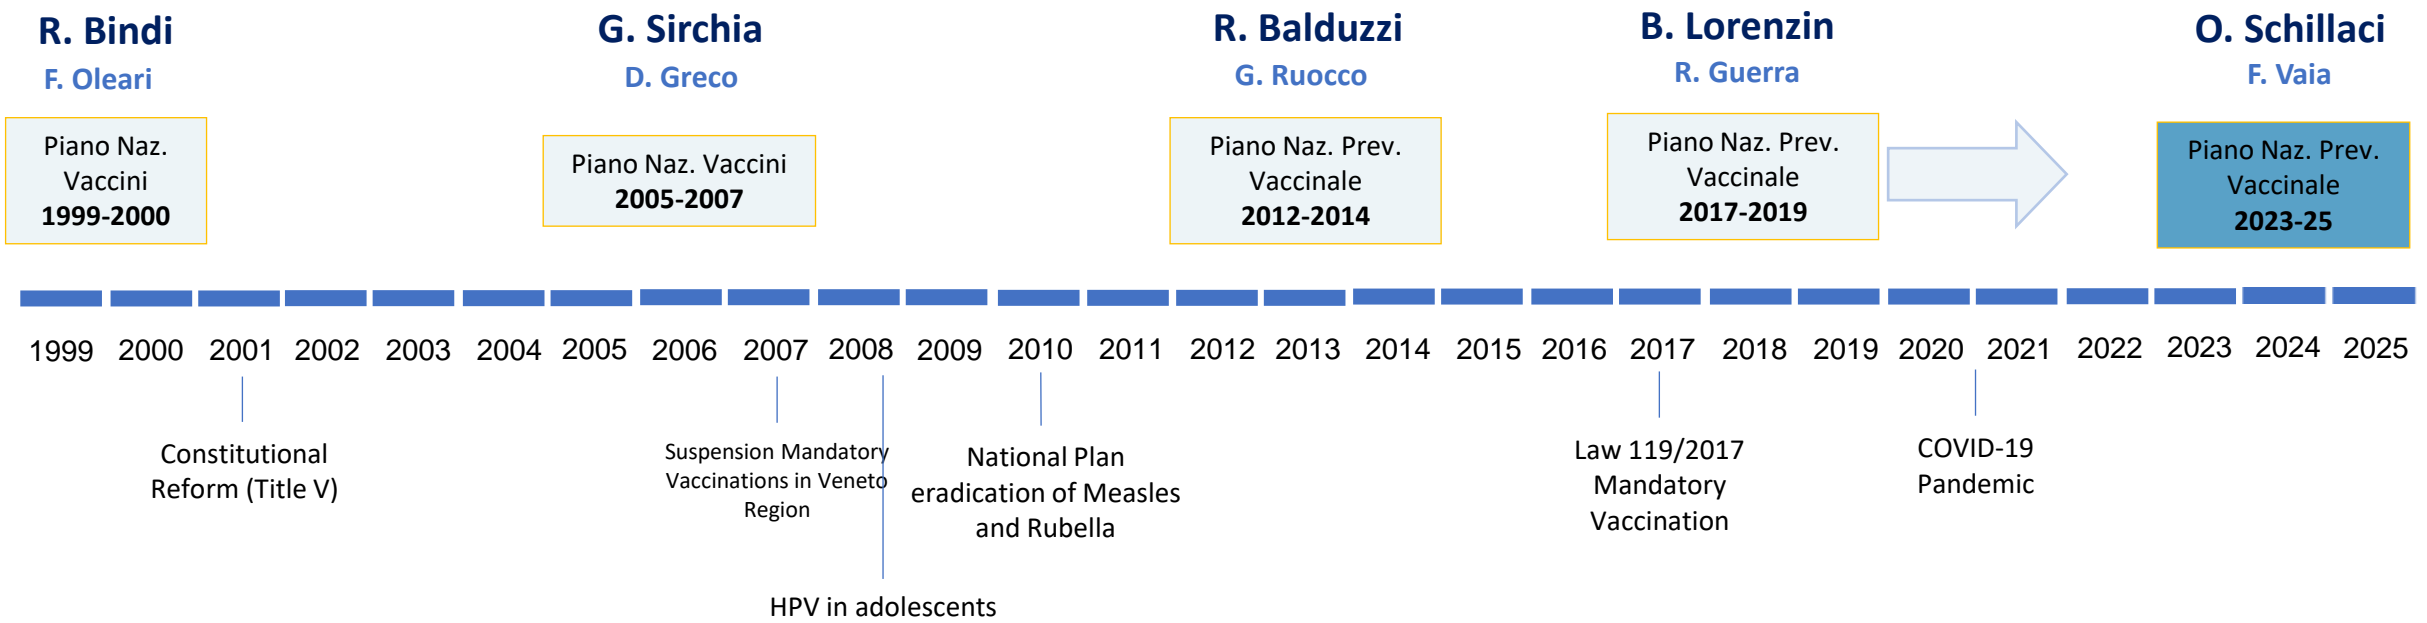 R. Bindi
F. Oleari
Piano Naz.
Vaccini
1999-2000
G. Sirchia
D. Greco
Piano Naz. Vaccini
2005-2007
R. Balduzzi
G. Ruocco
Piano Naz. Prev.
Vaccinale
2012-2014
B. Lorenzin
R. Guerra
Piano Naz. Prev.
Vaccinale
2017-2019
O. Schillaci
F. Vaia
Piano Naz. Prev.
Vaccinale
2023-25
1999 2000 2001 2002 2003 2004 2005 2006 2007 2008 2009 2010 2011 2012 2013 2014 2015 2016 2017 2018 2019 2020 2021 2022 2023 2024 2025
Constitutional
Reform (Title V)
Suspension Mandatory
Vaccinations in Veneto
Region
HPV in adolescents
National Plan
eradication of Measles
and Rubella
Law 119/2017
Mandatory
Vaccination
COVID-19
Pandemic